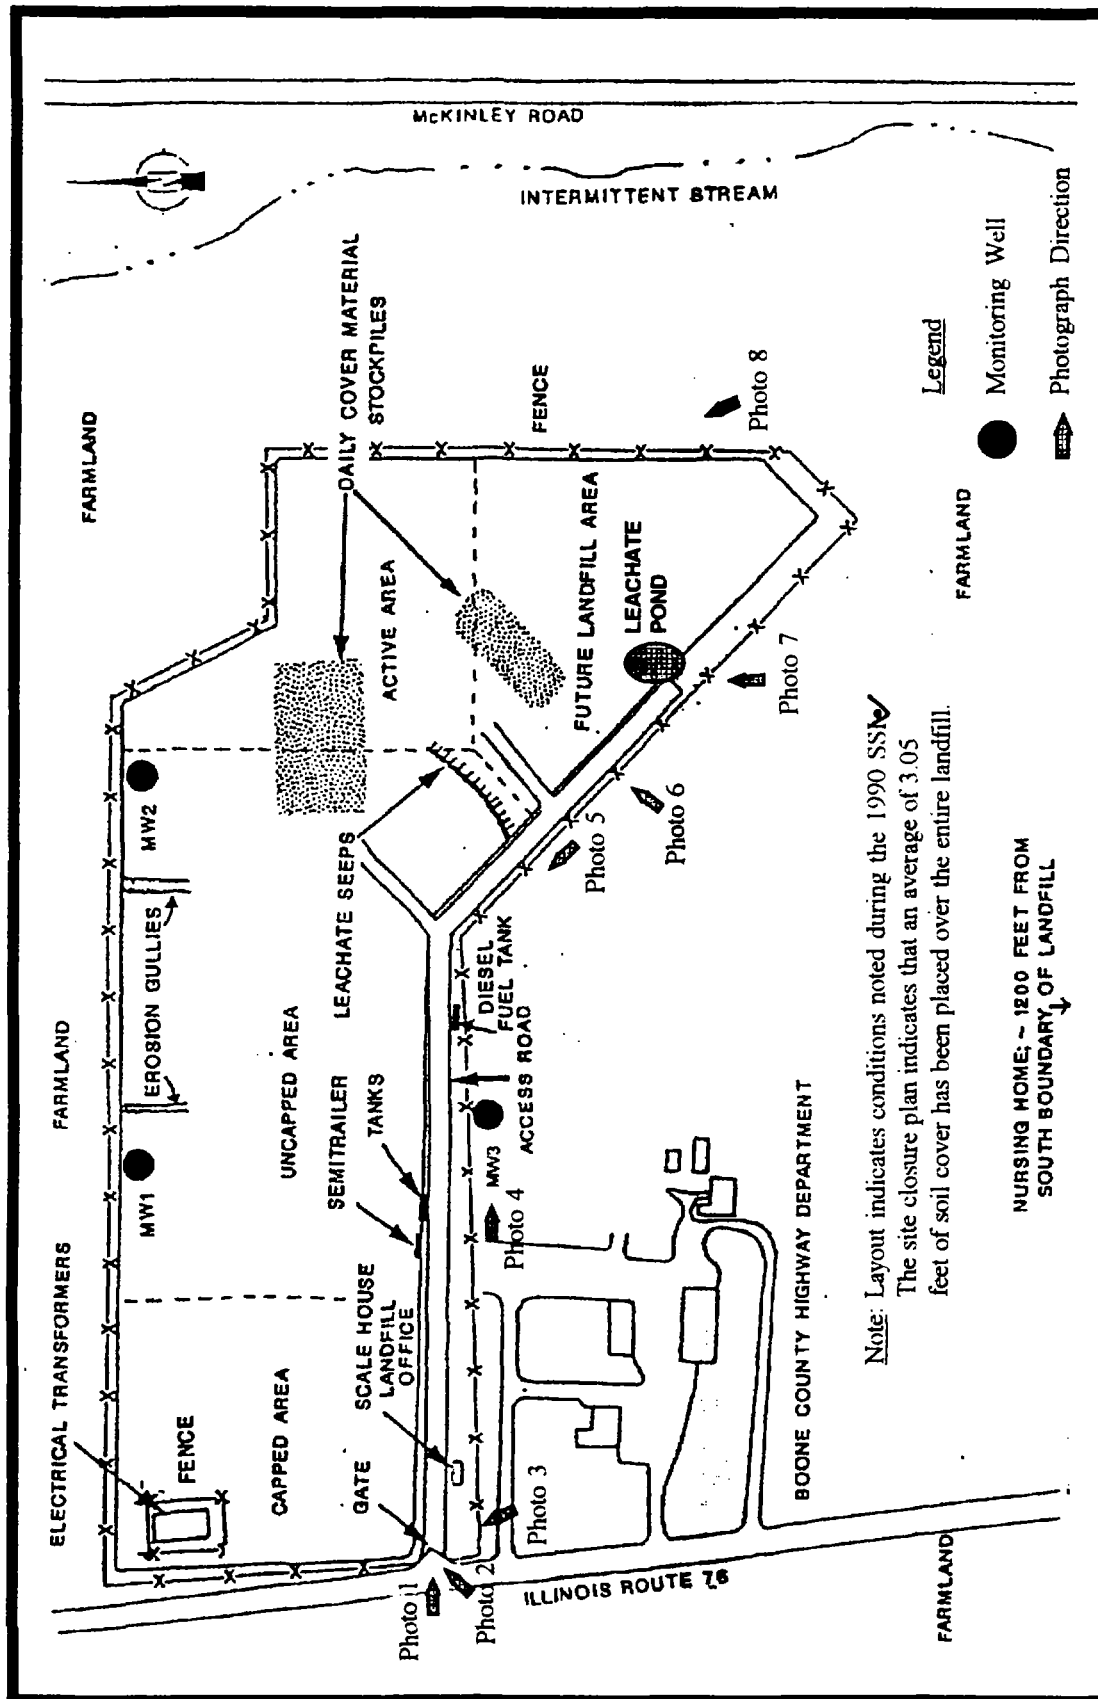 McKINLEY ROAD
N
INTERMITTENT STREAM
FARMLAND
DAILY COVER MATERIAL
STOCKPILES
FENCE
Photo 8
Legend
Monitoring Well
Photograph Direction
ACTIVE AREA
FUTURE LANDFILL AREA
LEACHATE
POND
FARMLAND
Photo 7
MW2
EROSION GULLIES
LEACHATE SEEPS
Photo 6
Photo 5
FARMLAND
UNCAPPED AREA
DIESEL
FUEL TANK
ACCESS ROAD
MW1
SEMITRAILER
TANKS
MW3
Photo 4
ELECTRICAL TRANSFORMERS
FENCE
CAPPED AREA
GATE
SCALE HOUSE
LANDFILL
OFFICE
Photo 3
Photo 1
Photo 2
ILLINOIS ROUTE 76
BOONE COUNTY HIGHWAY DEPARTMENT
FARMLAND
Note: Layout indicates conditions noted during the 1990 SSI.
The site closure plan indicates that an average of 3.05
feet of soil cover has been placed over the entire landfill.
NURSING HOME; ~ 1200 FEET FROM
SOUTH BOUNDARY OF LANDFILL